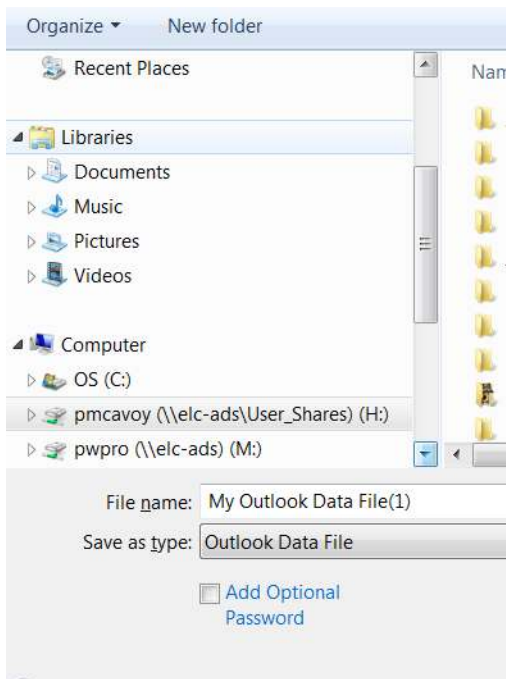 Organize New folder
Recent Places
Nam
Libraries
Documents
Music
Pictures
Videos
Computer
OS (C:)
pmcavoy (\\elc-ads\User_Shares) (H:)
pwpro (\\elc-ads) (M:)
File name: My Outlook Data File(1)
Save as type: Outlook Data File
Add Optional
Password